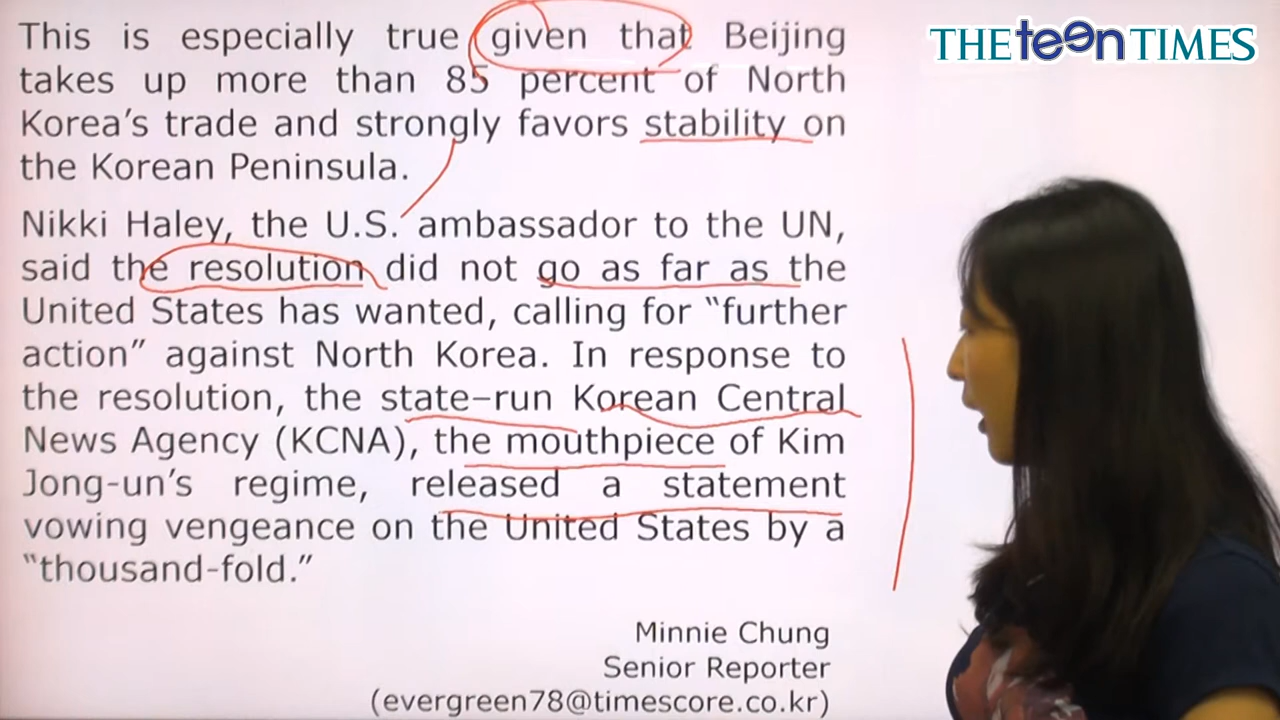 THE teen TIMES
This is especially true given that Beijing
takes up more than 85 percent of North
Korea’s trade and strongly favors stability on
the Korean Peninsula.
Nikki Haley, the U.S. ambassador to the UN,
said the resolution did not go as far as the
United States has wanted, calling for “further
action” against North Korea. In response to
the resolution, the state–run Korean Central
News Agency (KCNA), the mouthpiece of Kim
Jong-un’s regime, released a statement
vowing vengeance on the United States by a
“thousand-fold.”
Minnie Chung
Senior Reporter
(evergreen78@timescore.co.kr)